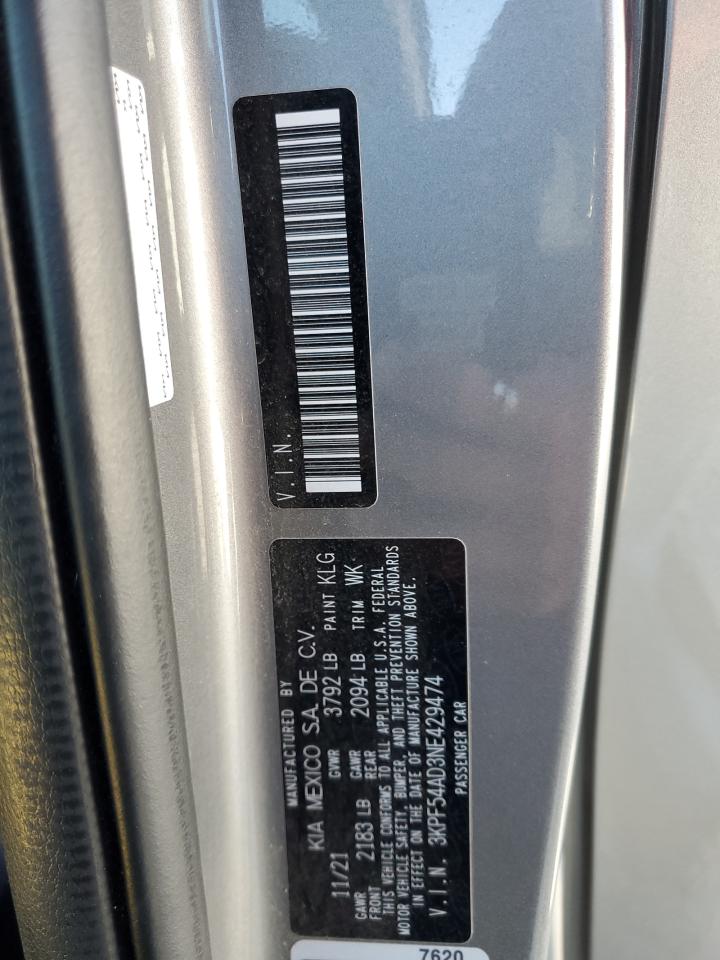 V.I.N.
MANUFACTURED BY
KIA MEXICO S.A. DE C.V.
11/21 GVWR 3792 LB PAINT KLG
GAWR FRONT 2183 LB GAWR REAR 2094 LB TRIM WK
THIS VEHICLE CONFORMS TO ALL APPLICABLE U.S.A. FEDERAL
MOTOR VEHICLE SAFETY, BUMPER, AND THEFT PREVENTION STANDARDS
IN EFFECT ON THE DATE OF MANUFACTURE SHOWN ABOVE.
V.I.N. 3KPF54AD3NE429474
PASSENGER CAR
7620